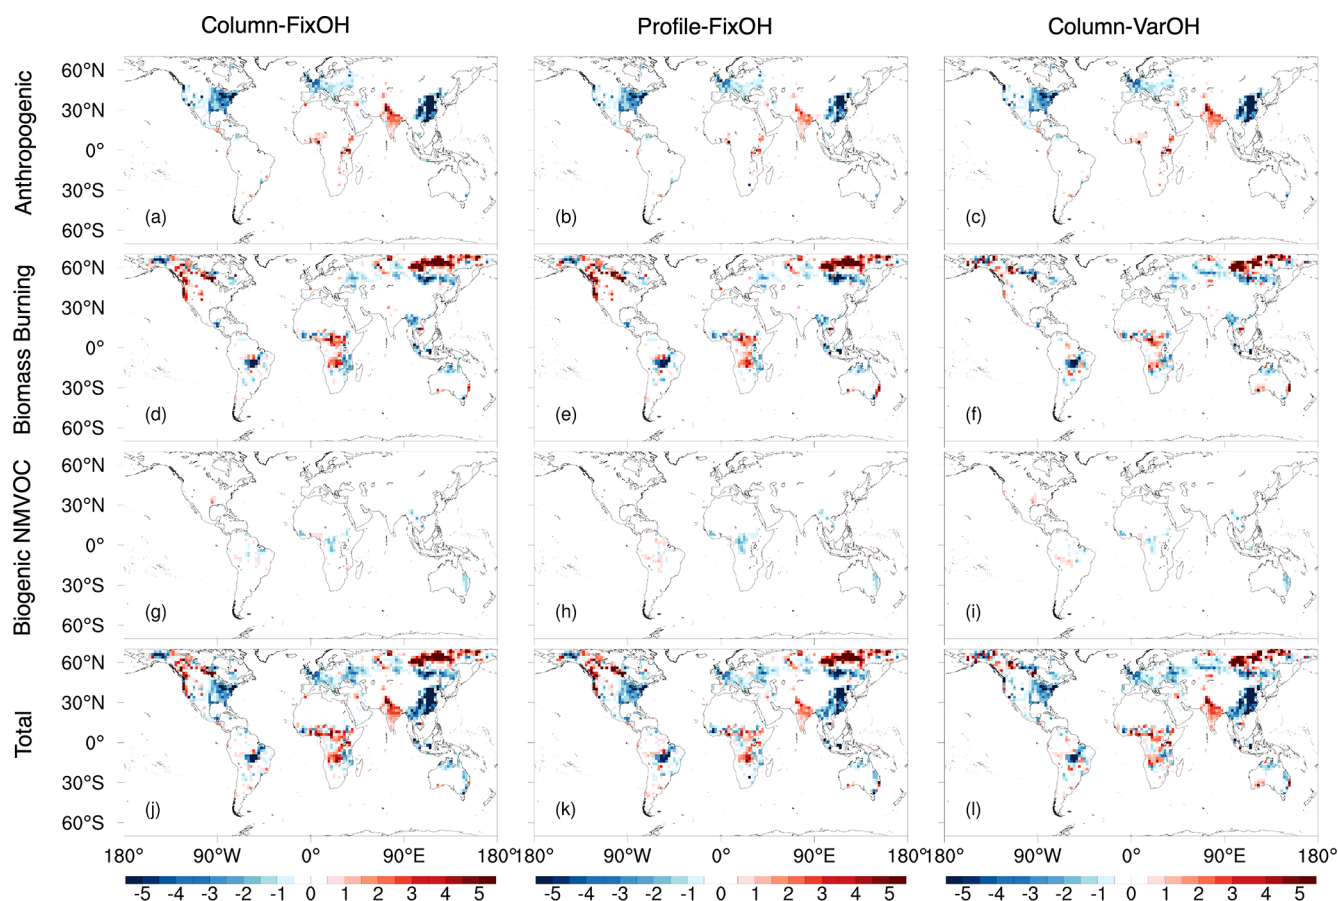 Column-FixOH Profile-FixOH Column-VarOH
Anthropogenic
60°N
30°N
0°
30°S
60°S
(a) (b) (c)
Biomass Burning
60°N
30°N
0°
30°S
60°S
(d) (e) (f)
Biogenic NMVOC
60°N
30°N
0°
30°S
60°S
(g) (h) (i)
Total
60°N
30°N
0°
30°S
60°S
(j) (k) (l)
180° 90°W 0° 90°E 180°180° 90°W 0° 90°E 180°180° 90°W 0° 90°E 180°
-5 -4 -3 -2 -1 0 1 2 3 4 5 -5 -4 -3 -2 -1 0 1 2 3 4 5 -5 -4 -3 -2 -1 0 1 2 3 4 5